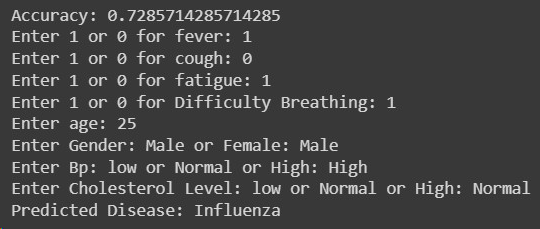 Accuracy: 0.7285714285714285
Enter 1 or 0 for fever: 1
Enter 1 or 0 for cough: 0
Enter 1 or 0 for fatigue: 1
Enter 1 or 0 for Difficulty Breathing: 1
Enter age: 25
Enter Gender: Male or Female: Male
Enter Bp: low or Normal or High: High
Enter Cholesterol Level: low or Normal or High: Normal
Predicted Disease: Influenza